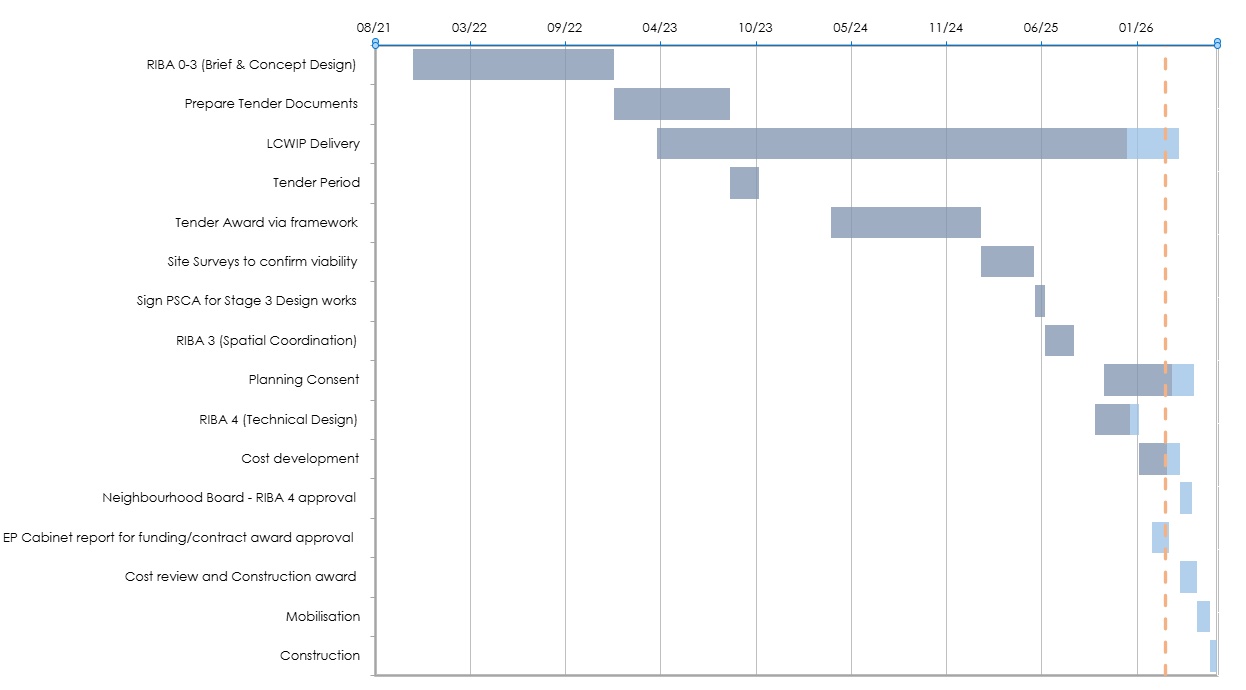 08/21 03/22 09/22 04/23 10/23 05/24 11/24 06/25 01/26
RIBA 0-3 (Brief & Concept Design)
Prepare Tender Documents
LCWIP Delivery
Tender Period
Tender Award via framework
Site Surveys to confirm viability
Sign PSCA for Stage 3 Design works
RIBA 3 (Spatial Coordination)
Planning Consent
RIBA 4 (Technical Design)
Cost development
Neighbourhood Board - RIBA 4 approval
EP Cabinet report for funding/contract award approval
Cost review and Construction award
Mobilisation
Construction